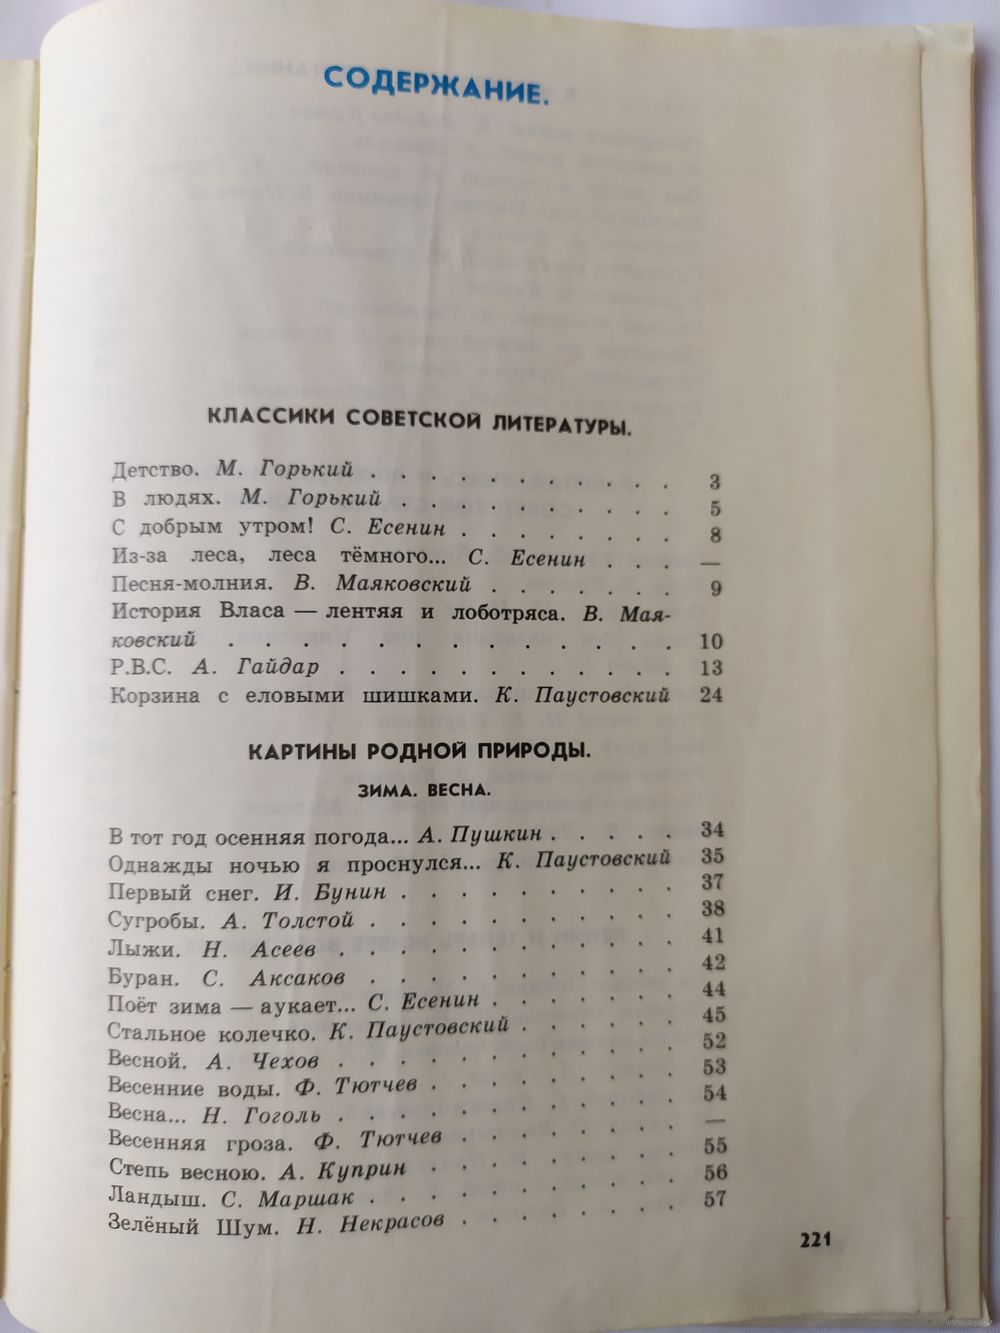 СОДЕРЖАНИЕ.
КЛАССИКИ СОВЕТСКОЙ ЛИТЕРАТУРЫ.
Детство. М. Горький . . . . . . . . . . . 3
В людях. М. Горький . . . . . . . . . . 5
С добрым утром! С. Есенин . . . . . . . . 8
Из-за леса, леса тёмного... С. Есенин . . . —
Песня-молния. В. Маяковский . . . . . . . 9
История Власа — лентяя и лоботряса. В. Мая-
ковский . . . . . . . . . . . . . . . 10
Р.В.С. А. Гайдар . . . . . . . . . . . . 13
Корзина с еловыми шишками. К. Паустовский 24
КАРТИНЫ РОДНОЙ ПРИРОДЫ.
ЗИМА. ВЕСНА.
В тот год осенняя погода... А. Пушкин . . . . . 34
Однажды ночью я проснулся... К. Паустовский 35
Первый снег. И. Бунин . . . . . . . . . . 37
Сугробы. А. Толстой . . . . . . . . . . . 38
Лыжи. Н. Асеев . . . . . . . . . . . . 41
Буран. С. Аксаков . . . . . . . . . . . 42
Поёт зима — аукает... С. Есенин . . . . . . . 44
Стальное колечко. К. Паустовский . . . . . . 45
Весной. А. Чехов . . . . . . . . . . . . 52
Весенние воды. Ф. Тютчев . . . . . . . . . 53
Весна... Н. Гоголь . . . . . . . . . . . . 54
Весенняя гроза. Ф. Тютчев . . . . . . . . —
Степь весною. А. Куприн . . . . . . . . . 55
Ландыш. С. Маршак . . . . . . . . . . . 56
Зелёный Шум. Н. Некрасов . . . . . . . . 57
221